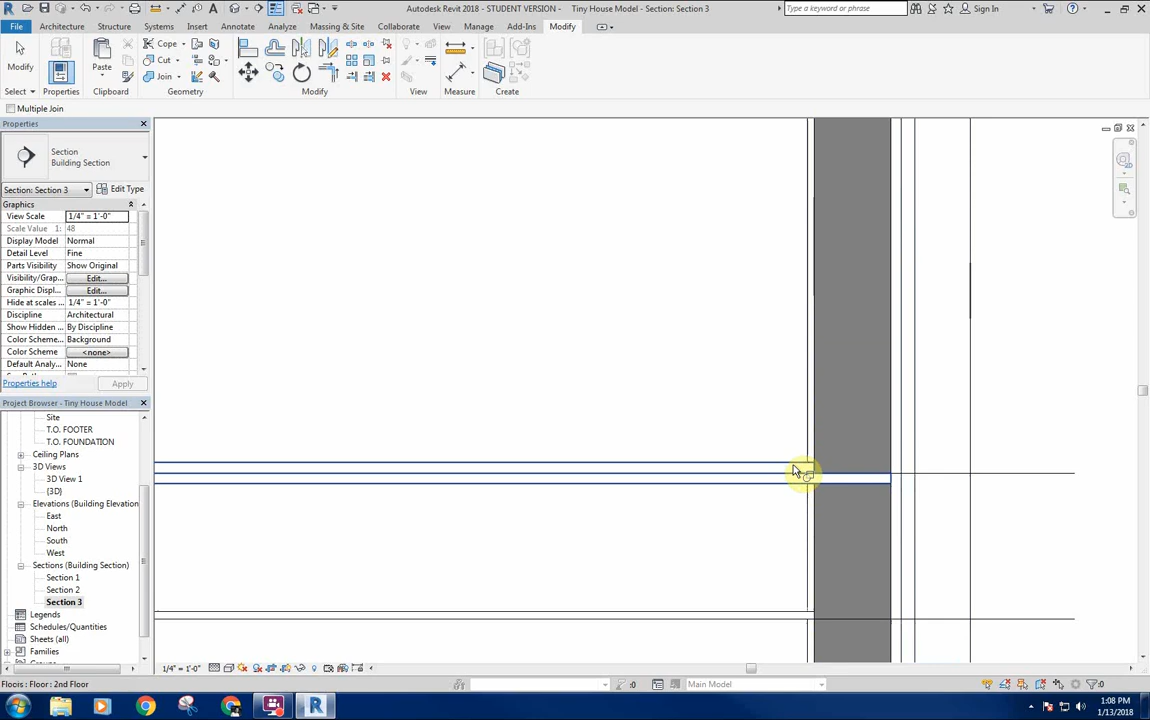 Autodesk Revit 2018 - STUDENT VERSION - Tiny House Model - Section: Section 3
Type a keyword or phrase
Sign In
File Architecture Structure Systems Insert Annotate Analyze Massing & Site Collaborate View Manage Add-Ins Modify
Modify
Properties
Paste
Cope
Cut
Join
Select Properties Clipboard Geometry Modify View Measure Create
Multiple Join
Properties
Section
Building Section
Section: Section 3 Edit Type
Graphics
View Scale 1/4" = 1'-0"
Scale Value 1: 48
Display Model Normal
Detail Level Fine
Parts Visibility Show Original
Visibility/Grap... Edit...
Graphic Displ... Edit...
Hide at scales ... 1/4" = 1'-0"
Discipline Architectural
Show Hidden ... By Discipline
Color Scheme... Background
Color Scheme <none>
Default Analy... None
Properties help Apply
Project Browser - Tiny House Model
Site
T.O. FOOTER
T.O. FOUNDATION
Ceiling Plans
3D Views
3D View 1
{3D}
Elevations (Building Elevation
East
North
South
West
Sections (Building Section)
Section 1
Section 2
Section 3
Legends
Schedules/Quantities
Sheets (all)
Families
1/4" = 1'-0"
Floors : Floor : 2nd Floor
:0
Main Model
:0
1:08 PM
1/13/2018